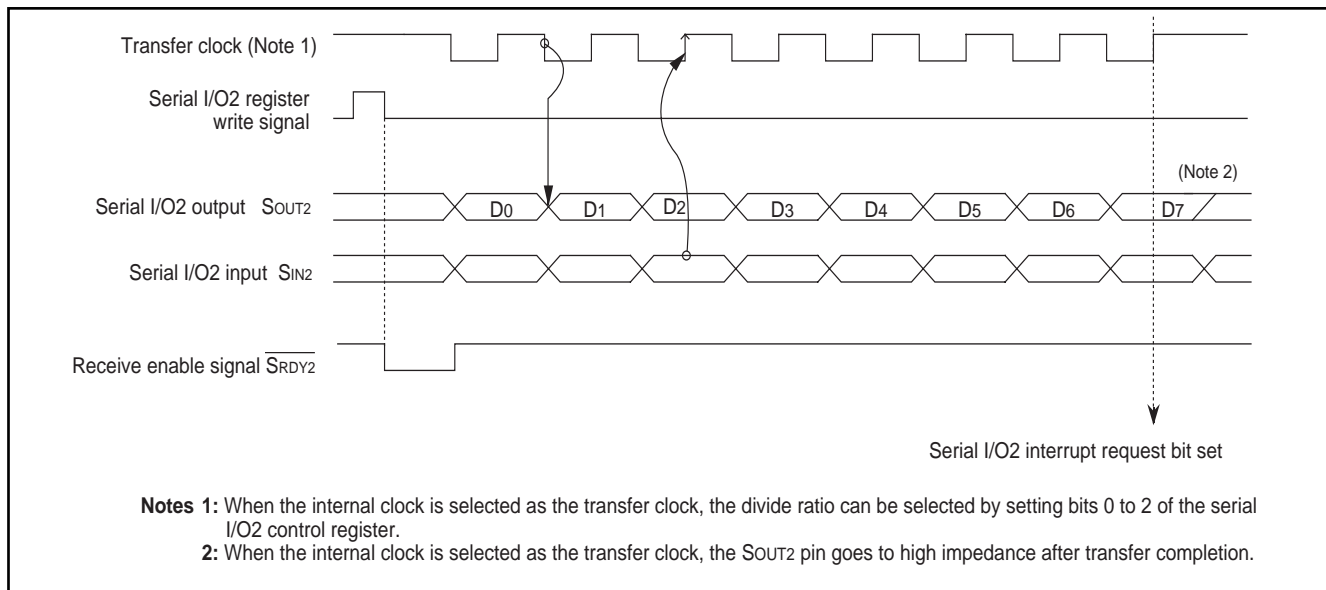 Transfer clock (Note 1)
Serial I/O2 register
write signal
(Note 2)
Serial I/O2 output SOUT2
D0 D1 D2 D3 D4 D5 D6 D7
Serial I/O2 input SIN2
Receive enable signal SRDY2
Serial I/O2 interrupt request bit set
Notes 1: When the internal clock is selected as the transfer clock, the divide ratio can be selected by setting bits 0 to 2 of the serial
I/O2 control register.
2: When the internal clock is selected as the transfer clock, the SOUT2 pin goes to high impedance after transfer completion.